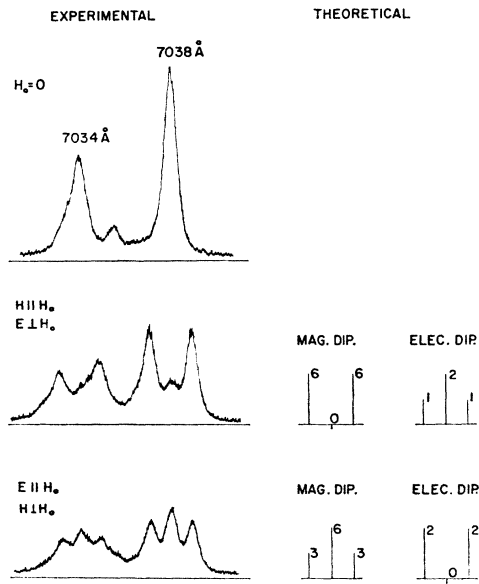 EXPERIMENTAL
THEORETICAL
7038 Å
H₀=0
7034 Å
H∥H₀
E⊥H₀
MAG. DIP.
ELEC. DIP.
6 0 6
1 2 1
E∥H₀
H⊥H₀
MAG. DIP.
ELEC. DIP.
3 6 3
2 0 2